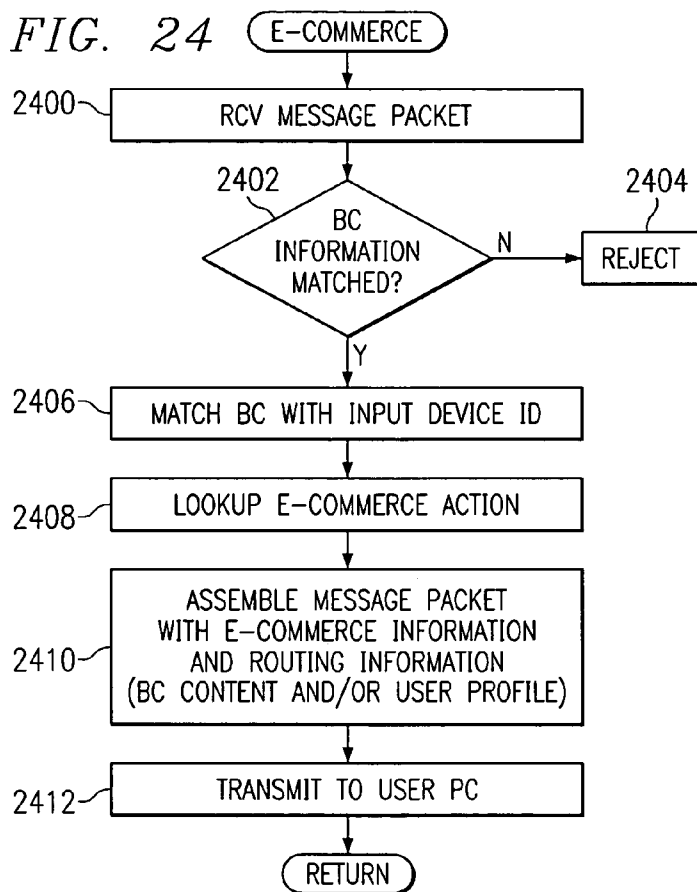 FIG. 24
E-COMMERCE
2400
RCV MESSAGE PACKET
2402
BC
INFORMATION
MATCHED?
N
2404
REJECT
Y
2406
MATCH BC WITH INPUT DEVICE ID
2408
LOOKUP E-COMMERCE ACTION
2410
ASSEMBLE MESSAGE PACKET
WITH E-COMMERCE INFORMATION
AND ROUTING INFORMATION
(BC CONTENT AND/OR USER PROFILE)
2412
TRANSMIT TO USER PC
RETURN